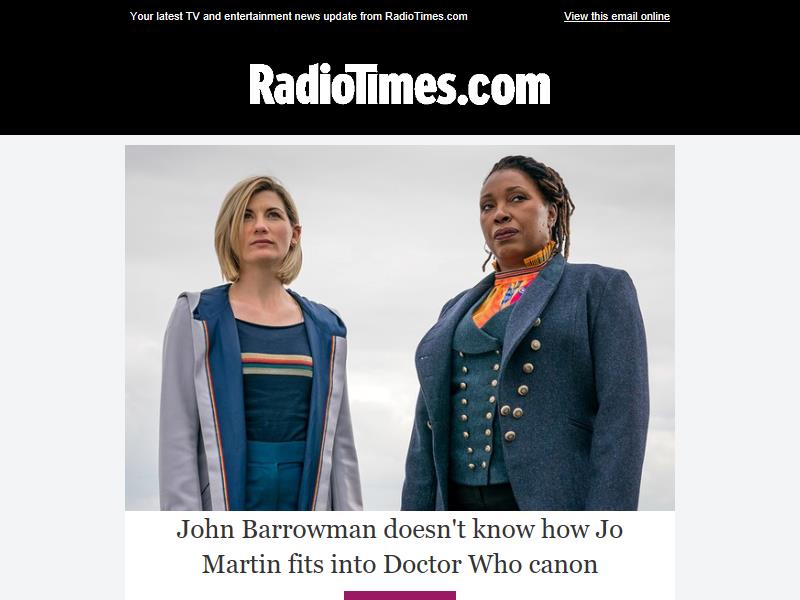 Your latest TV and entertainment news update from RadioTimes.com
View this email online
RadioTimes.com
John Barrowman doesn't know how Jo
Martin fits into Doctor Who canon